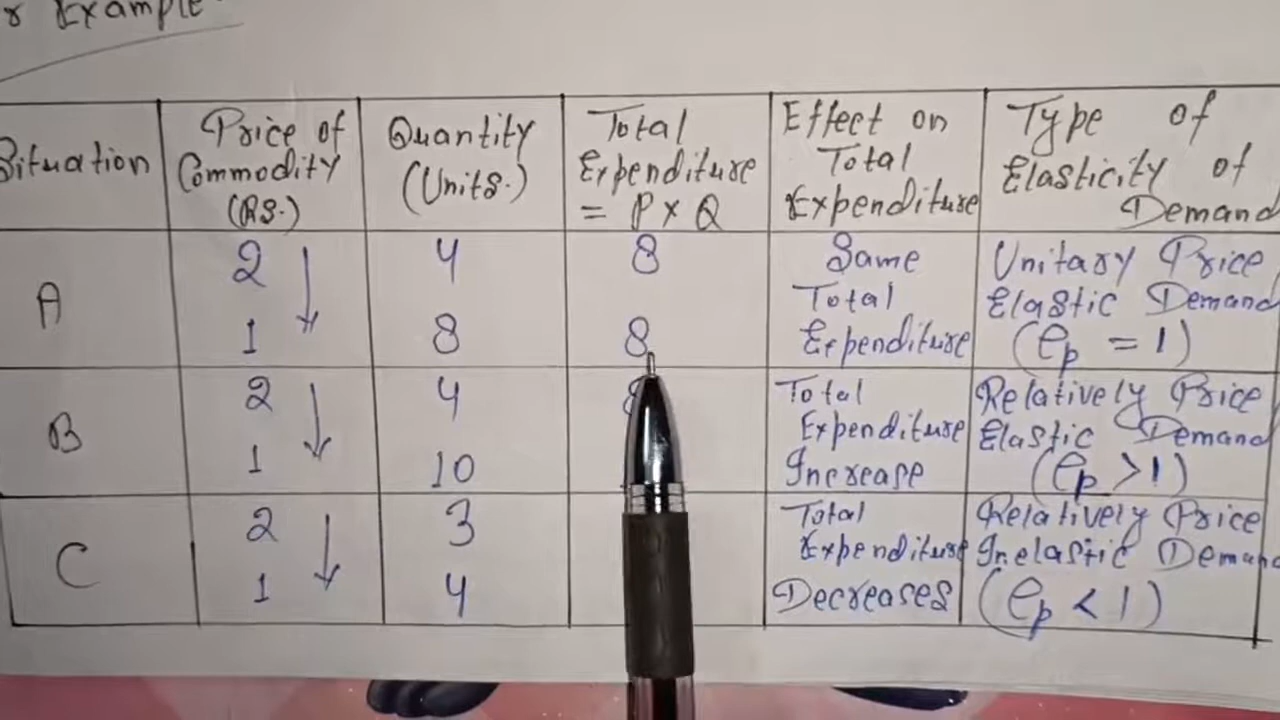 r Example
Situation
Price of
Commodity
(RS.)
Quantity
(Units.)
Total
Expenditure
= P x Q
Effect on
Total
Expenditure
Type of
Elasticity of
Demand
A
2
1
4
8
8
8
Same
Total
Expenditure
Unitary Price
Elastic Demand
(ep = 1)
B
2
1
4
10
Total
Expenditure
Increase
Relatively Price
Elastic Demand
(ep > 1)
C
2
1
3
4
Total
Expenditure
Decreases
Relatively Price
Inelastic Demand
(ep < 1)